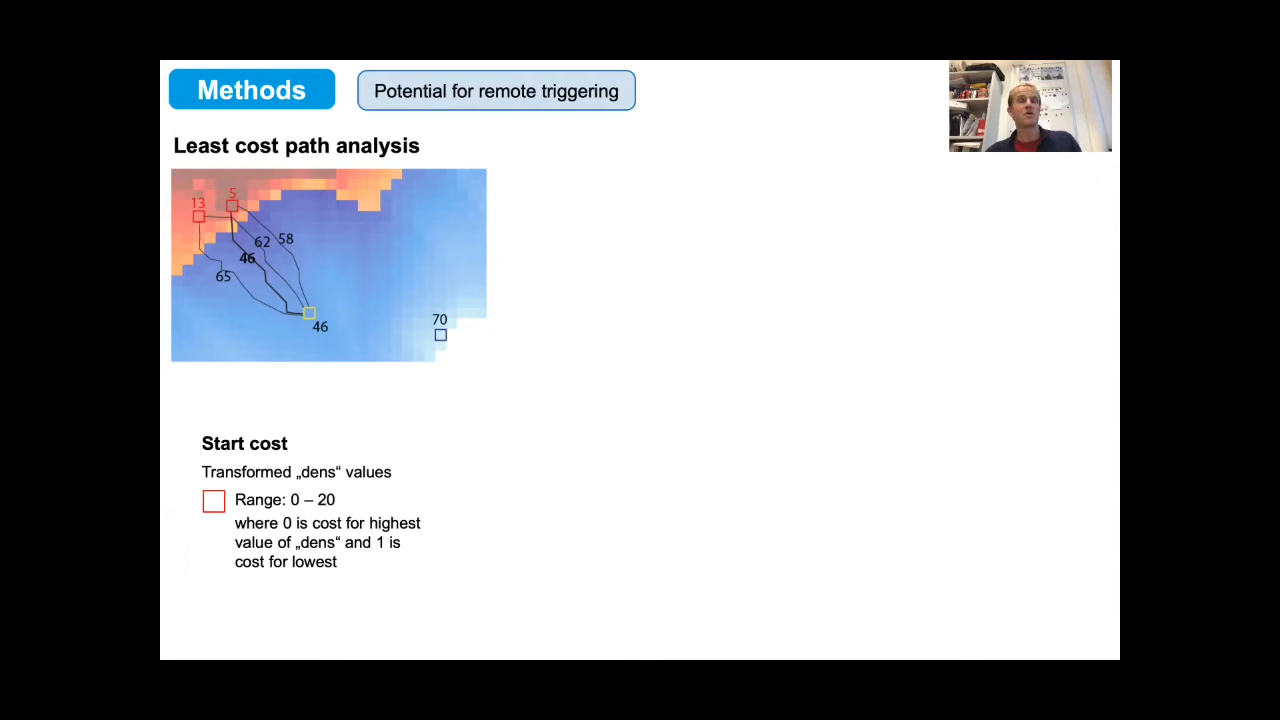 Methods
Potential for remote triggering
Least cost path analysis
13
5
62
58
46
65
46
70
Start cost
Transformed „dens“ values
Range: 0 – 20
where 0 is cost for highest
value of „dens“ and 1 is
cost for lowest